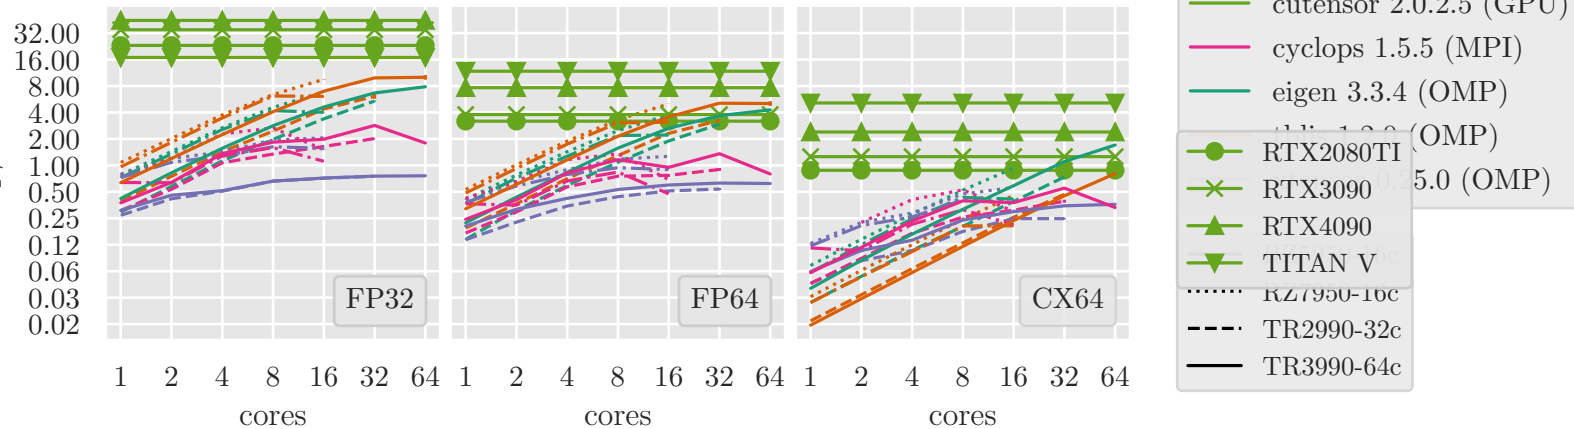 32.00
16.00
8.00
4.00
2.00
1.00
0.50
0.25
0.12
0.06
0.03
0.02
FP32
FP64
CX64
1 2 4 8 16 32 64
1 2 4 8 16 32 64
1 2 4 8 16 32 64
cores
cores
cores
cutensor 2.0.2.5 (GPU)
cyclops 1.5.5 (MPI)
eigen 3.3.4 (OMP)
(OMP)
25.0 (OMP)
RTX2080TI
RTX3090
RTX4090
TITAN V
RZ7950-16c
TR2990-32c
TR3990-64c